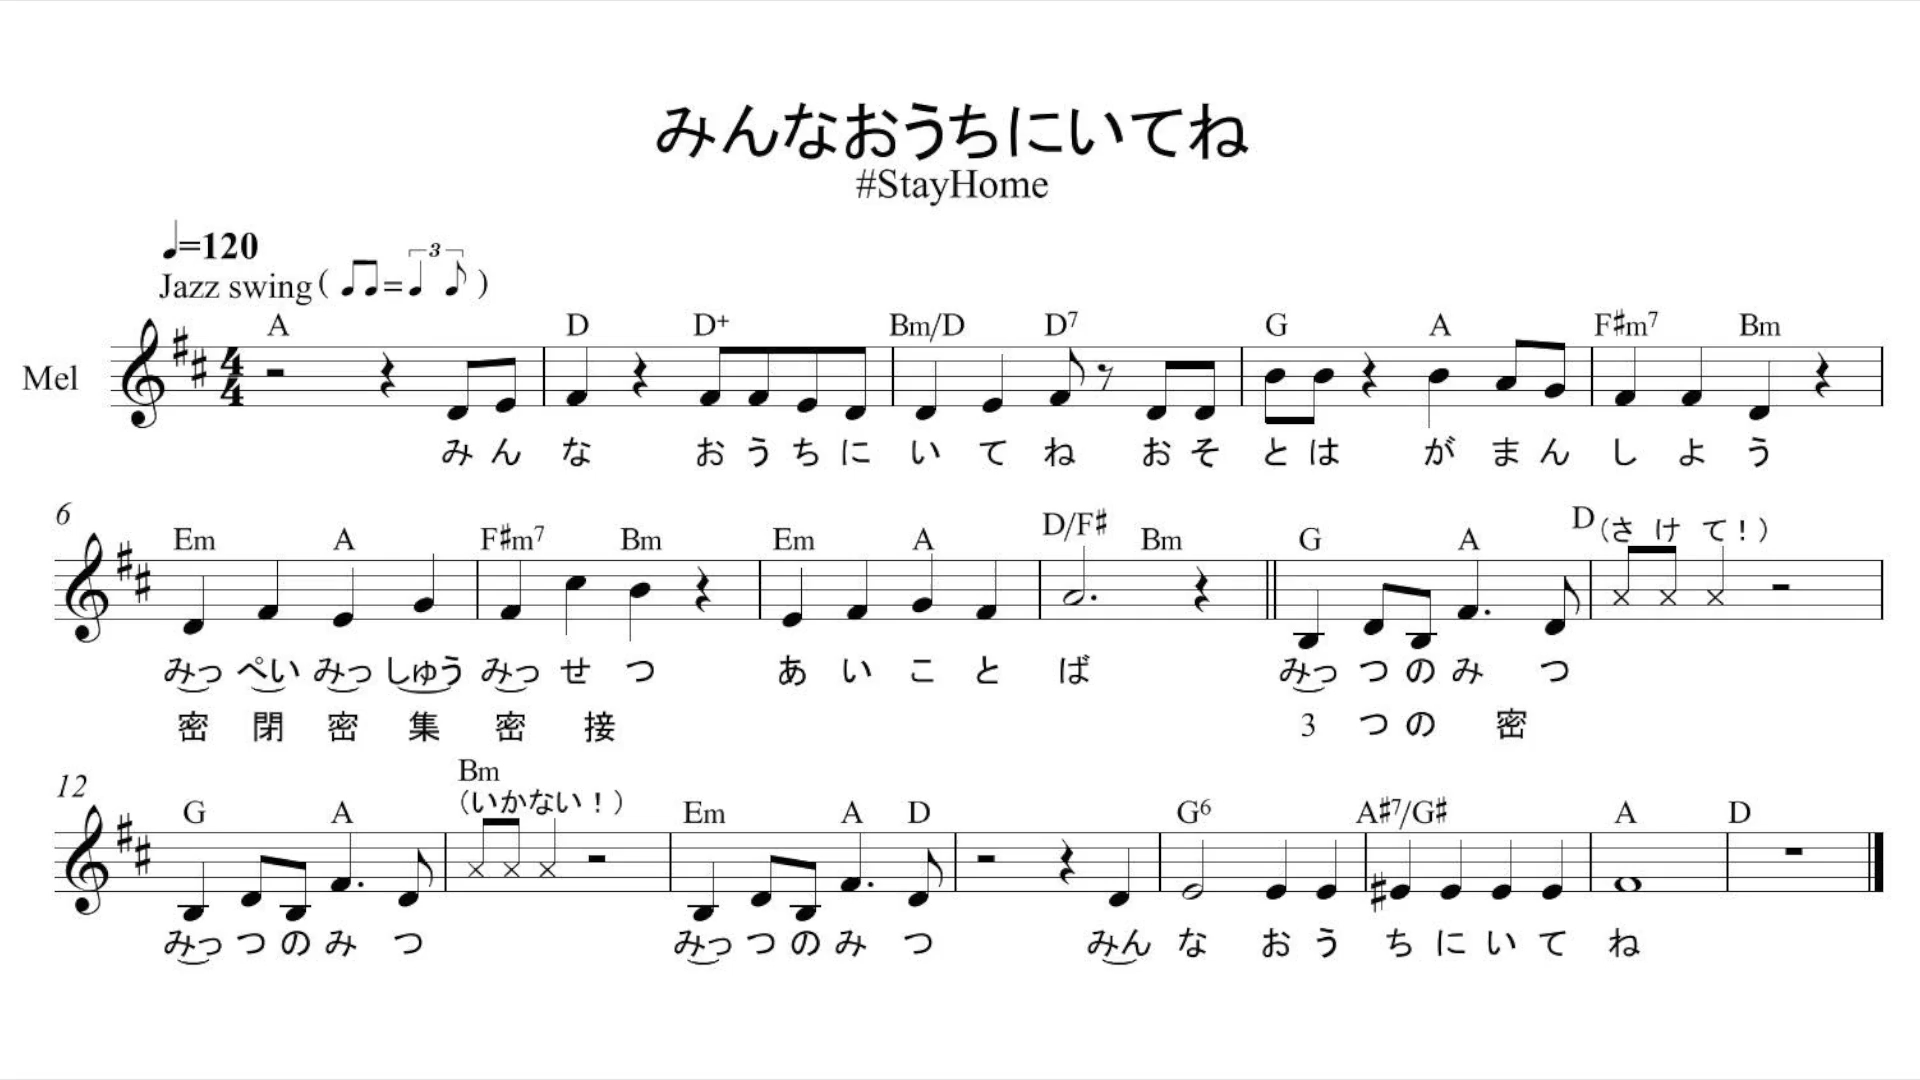 みんなおうちにいてね
#StayHome
♩=120
Jazz swing ( ♫=♩ ♪ )
3
A D D+ Bm/D D7 G A F#m7 Bm
Mel
4
4
みん な おうちに い て ね おそ とは が まん し よ う
6
Em A F#m7 Bm Em A D/F# Bm G A D (さ け て！)
みっ ぺい みっ しゅう みっ せ つ あ い こ と ば みっ つ の み つ
密 閉 密 集 密 接 3 つ の 密
12
G A Bm Em A D G6 A#7/G# A D
(いかない！)
みっ つ の み つ みっ つ の み つ みん な お う ち に い て ね